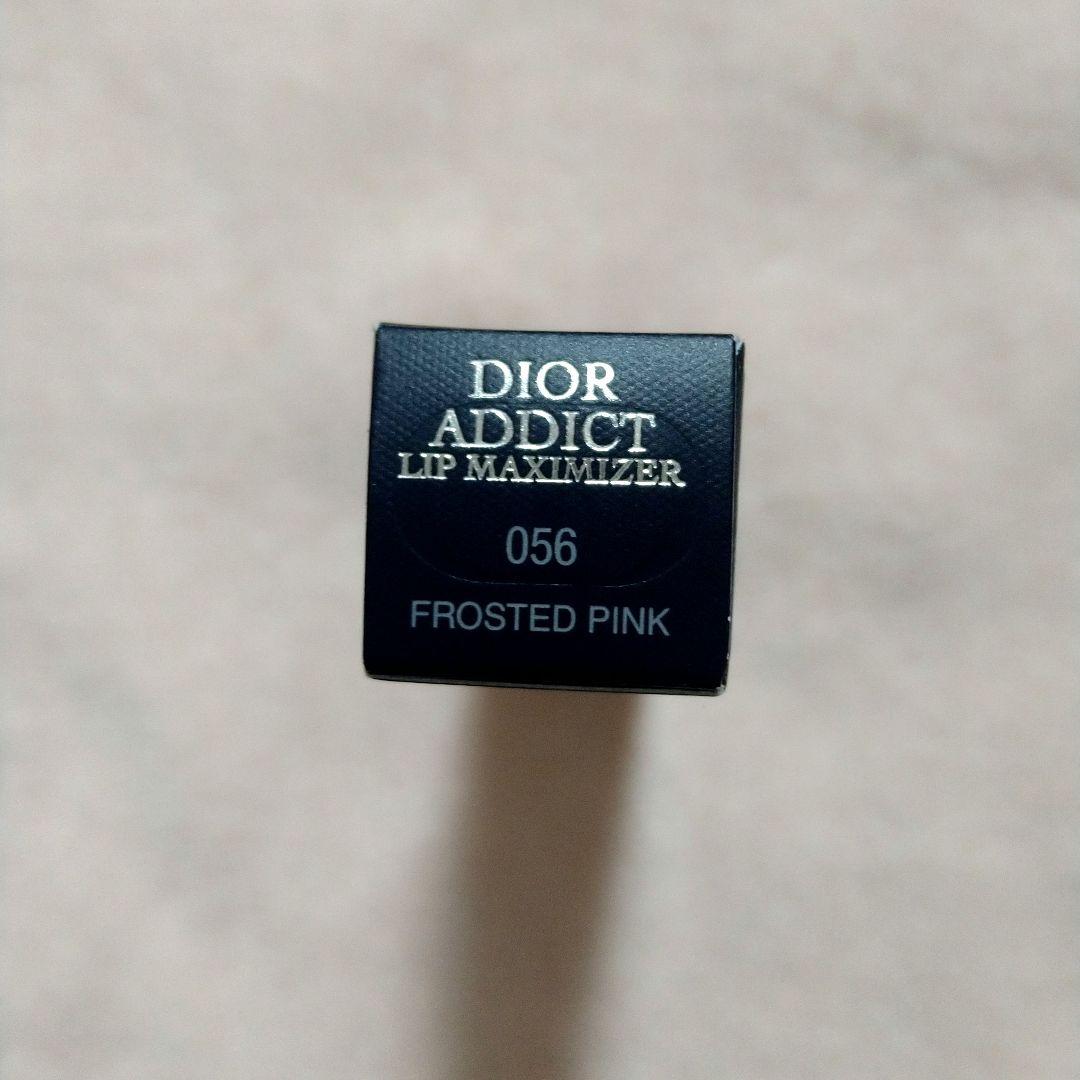 DIOR
ADDICT
LIP MAXIMIZER
056
FROSTED PINK